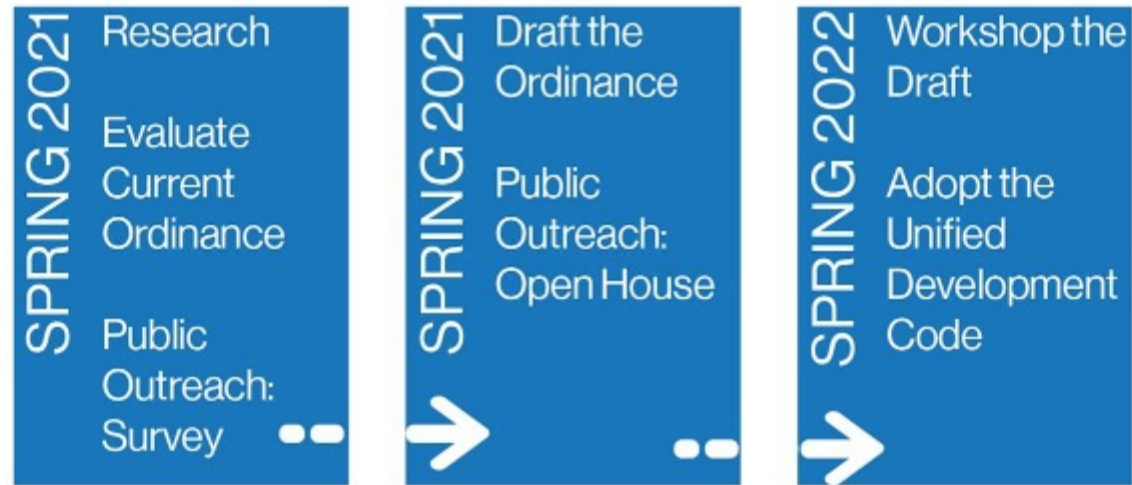 SPRING 2021
Research
Evaluate
Current
Ordinance
Public
Outreach:
Survey
SPRING 2021
Draft the
Ordinance
Public
Outreach:
Open House
SPRING 2022
Workshop the
Draft
Adopt the
Unified
Development
Code